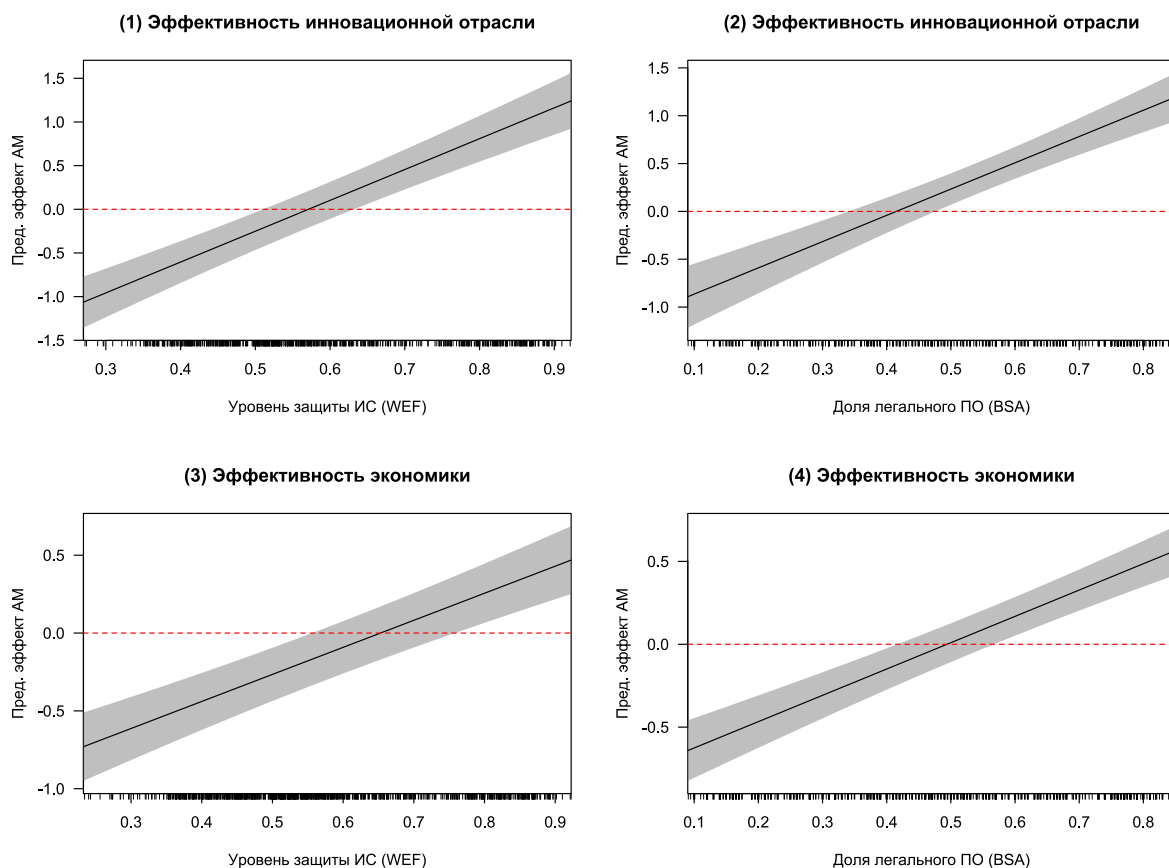 (1) Эффективность инновационной отрасли
Пред. эффект АМ
1.5
1.0
0.5
0.0
-0.5
-1.0
-1.5
0.3 0.4 0.5 0.6 0.7 0.8 0.9
Уровень защиты ИС (WEF)
(2) Эффективность инновационной отрасли
Пред. эффект АМ
1.5
1.0
0.5
0.0
-0.5
-1.0
0.1 0.2 0.3 0.4 0.5 0.6 0.7 0.8
Доля легального ПО (BSA)
(3) Эффективность экономики
Пред. эффект АМ
0.5
0.0
-0.5
-1.0
0.3 0.4 0.5 0.6 0.7 0.8 0.9
Уровень защиты ИС (WEF)
(4) Эффективность экономики
Пред. эффект АМ
0.5
0.0
-0.5
0.1 0.2 0.3 0.4 0.5 0.6 0.7 0.8
Доля легального ПО (BSA)